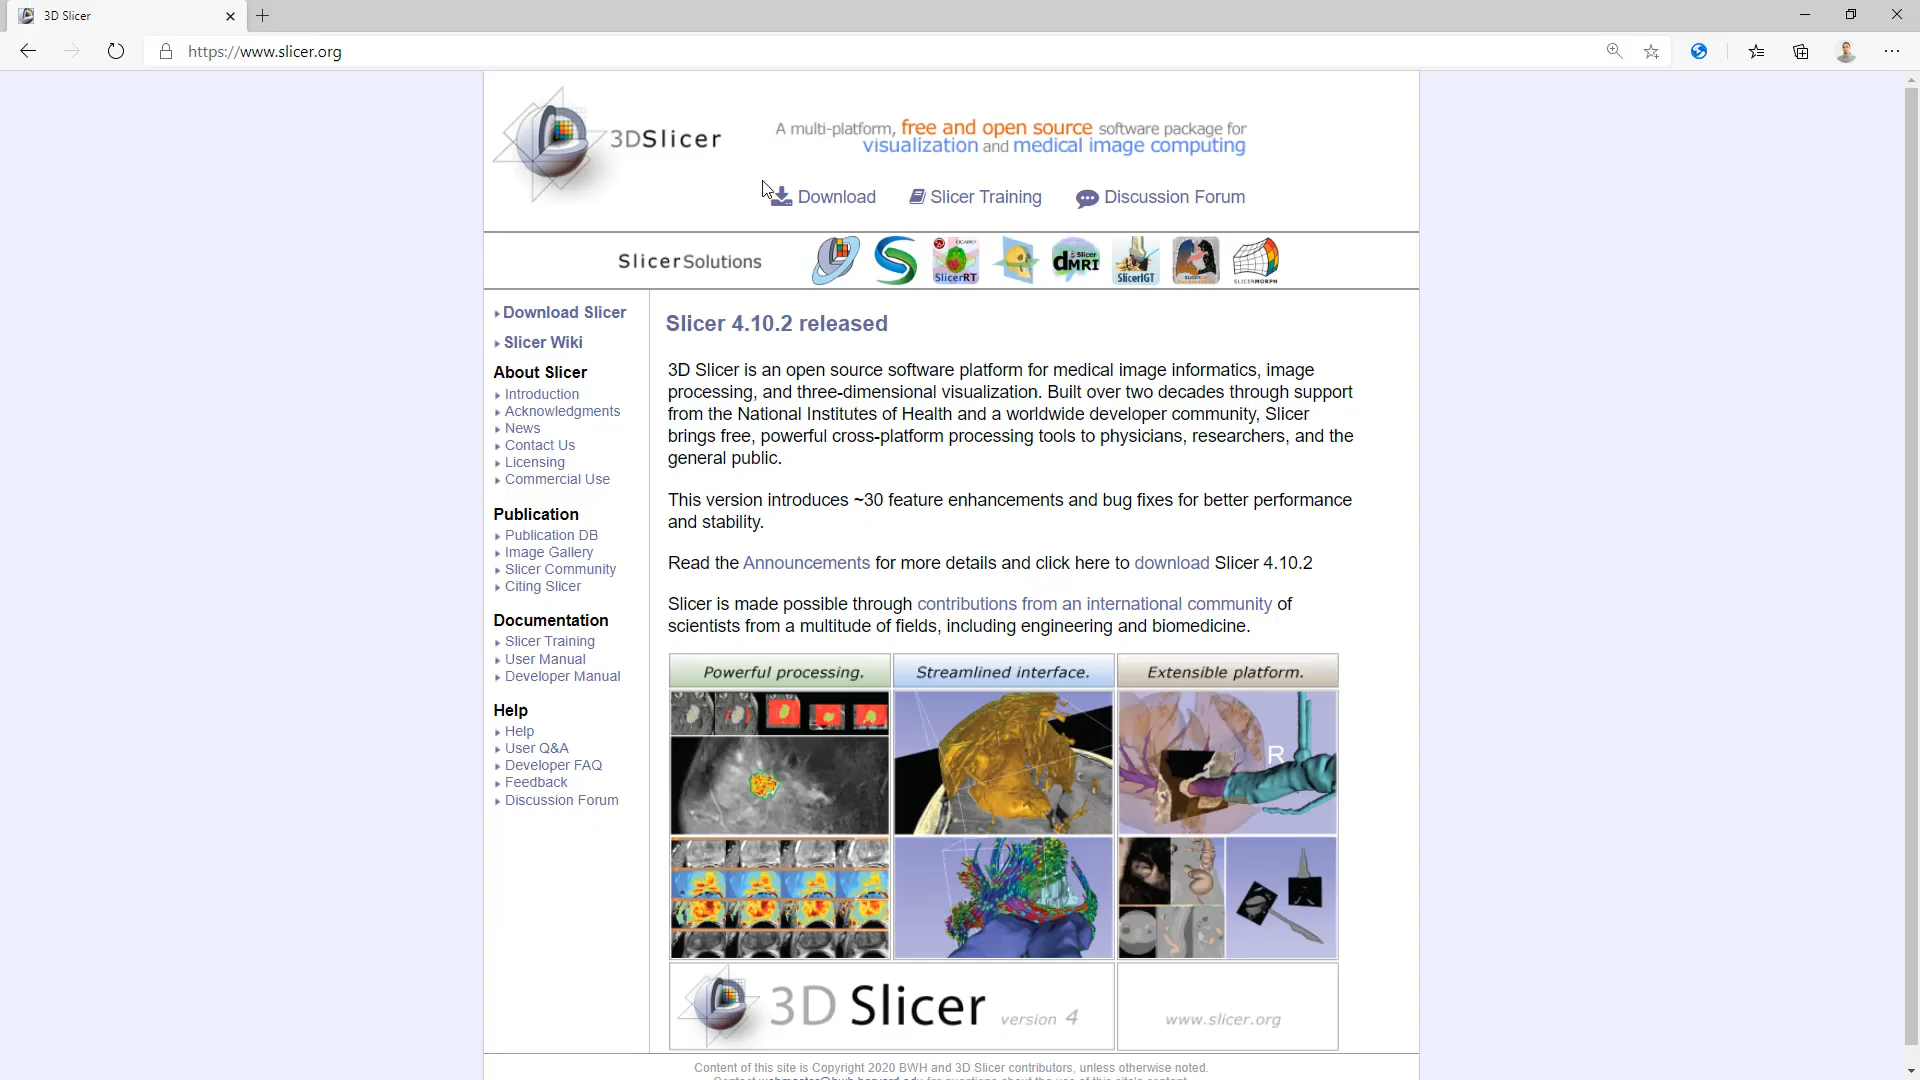 3D Slicer
https://www.slicer.org
3DSlicer
A multi-platform, free and open source software package for
visualization and medical image computing
Download
Slicer Training
Discussion Forum
SlicerSolutions
SlicerRT
Slicer
dMRI
SlicerIGT
SLICERMORPH
Download Slicer
Slicer Wiki
About Slicer
Introduction
Acknowledgments
News
Contact Us
Licensing
Commercial Use
Publication
Publication DB
Image Gallery
Slicer Community
Citing Slicer
Documentation
Slicer Training
User Manual
Developer Manual
Help
Help
User Q&A
Developer FAQ
Feedback
Discussion Forum
Slicer 4.10.2 released
3D Slicer is an open source software platform for medical image informatics, image
processing, and three-dimensional visualization. Built over two decades through support
from the National Institutes of Health and a worldwide developer community, Slicer
brings free, powerful cross-platform processing tools to physicians, researchers, and the
general public.
This version introduces ~30 feature enhancements and bug fixes for better performance
and stability.
Read the Announcements for more details and click here to download Slicer 4.10.2
Slicer is made possible through contributions from an international community of
scientists from a multitude of fields, including engineering and biomedicine.
Powerful processing.
Streamlined interface.
Extensible platform.
R
3D Slicer version 4
www.slicer.org
Content of this site is Copyright 2020 BWH and 3D Slicer contributors, unless otherwise noted.